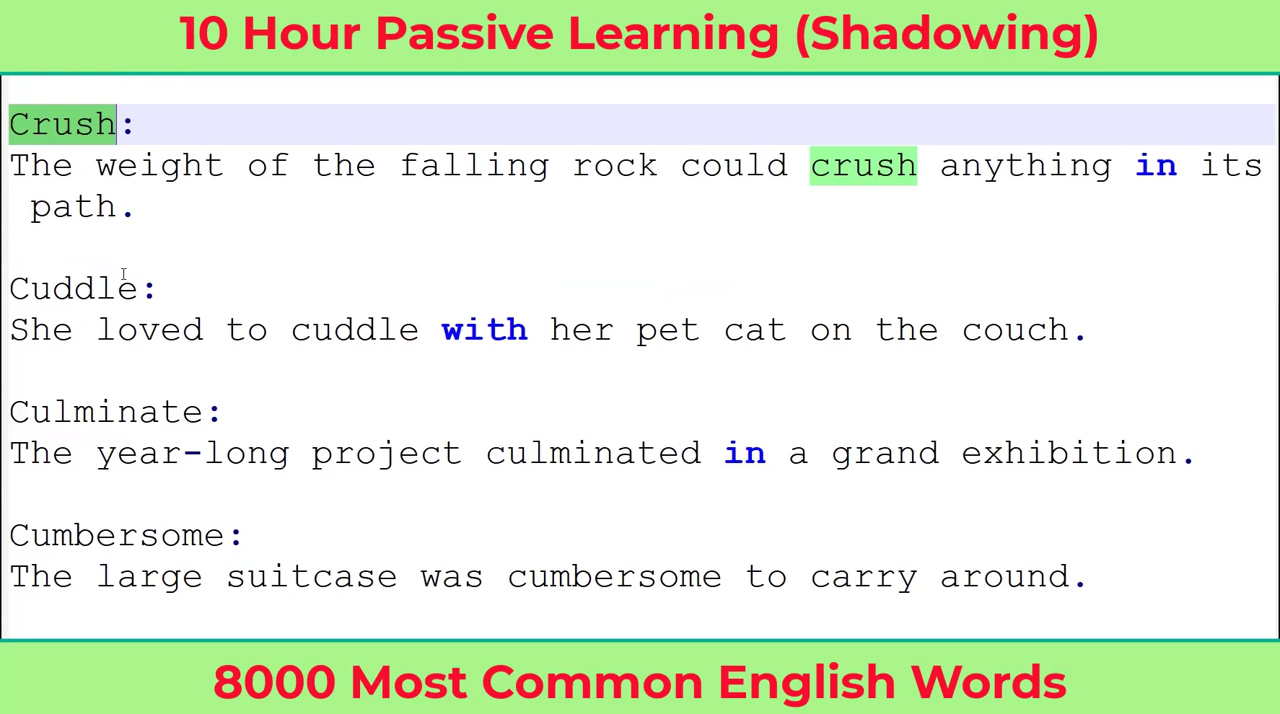 10 Hour Passive Learning (Shadowing)
Crush:
The weight of the falling rock could crush anything in its
path.
Cuddle:
She loved to cuddle with her pet cat on the couch.
Culminate:
The year-long project culminated in a grand exhibition.
Cumbersome:
The large suitcase was cumbersome to carry around.
8000 Most Common English Words